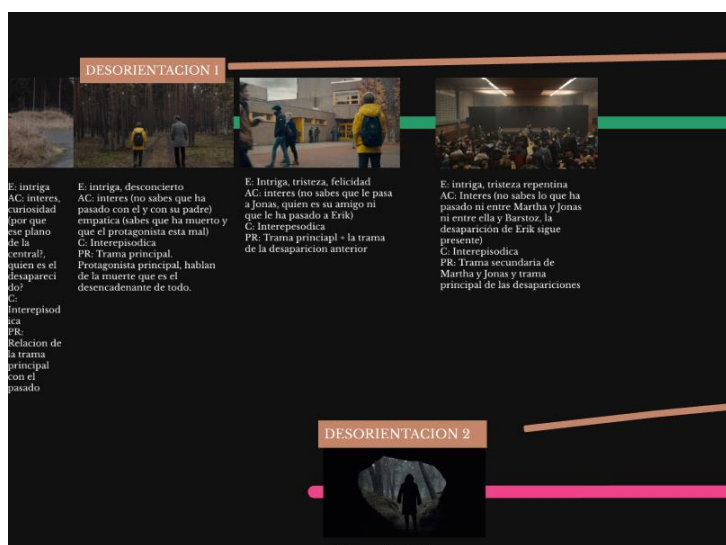 DESORIENTACION 1
E: intriga
AC: interes,
curiosidad
(por que
ese plano
de la
central?,
quien es el
desapareci
do?
C:
Interepisod
ica
PR:
Relacion de
la trama
principal
con el
pasado
E: intriga, desconcierto
AC: interes (no sabes que ha
pasado con el y con su padre)
empatica (sabes que ha muerto y
que el protagonista esta mal)
C: Interepisodica
PR: Trama principal.
Protagonista principal, hablan
de la muerte que es el
desencadenante de todo.
E: Intriga, tristeza, felicidad
AC: interes (no sabes que le pasa
a Jonas, quien es su amigo ni
que le ha pasado a Erik)
C: Interepesodica
PR: Trama princiapl + la trama
de la desaparicion anterior
E: intriga, tristeza repentina
AC: Interes (no sabes lo que ha
pasado ni entre Martha y Jonas
ni entre ella y Barstoz, la
desaparición de Erik sigue
presente)
C: Interepisodica
PR: Trama secundaria de
Martha y Jonas y trama
principal de las desapariciones
DESORIENTACION 2